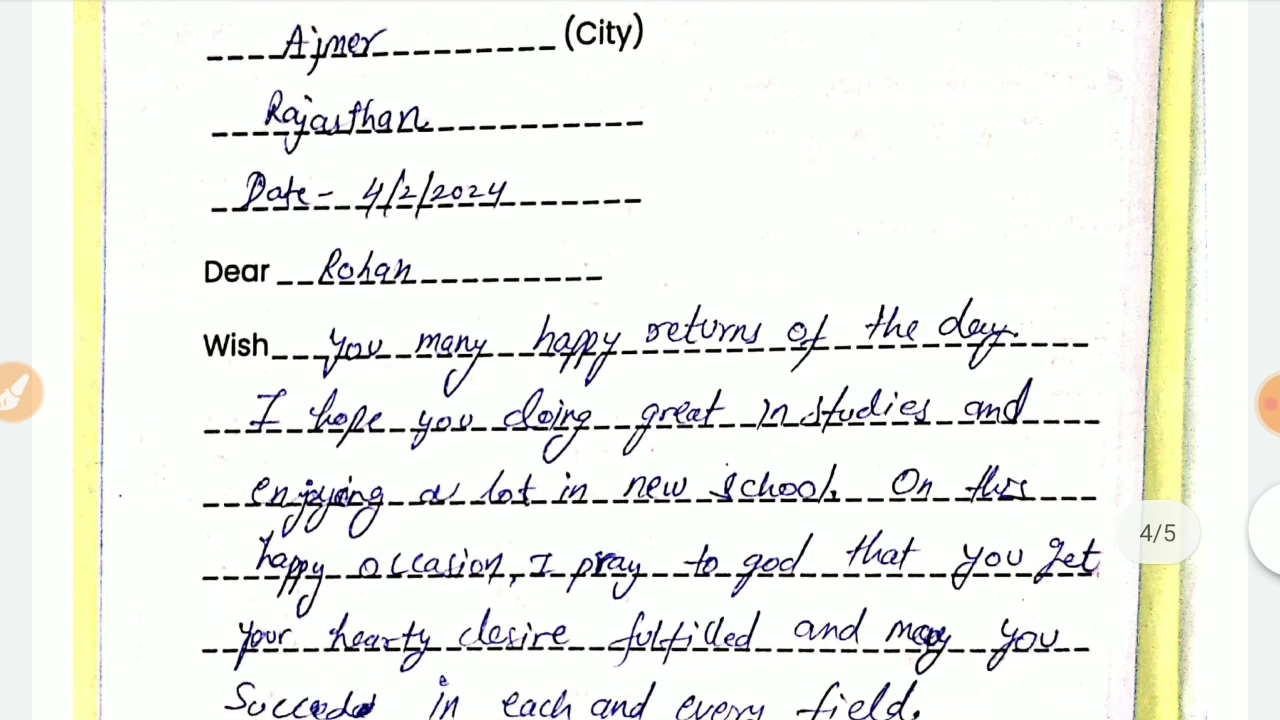 Ajmer (City)
Rajasthan
Date - 4/2/2024
Dear Rohan
Wish you many happy returns of the day.
I hope you doing great in studies and
enjoying a lot in new school. On this
happy occasion, I pray to god that you get
your hearty desire fulfilled and may you
Succeed in each and every field.
4/5